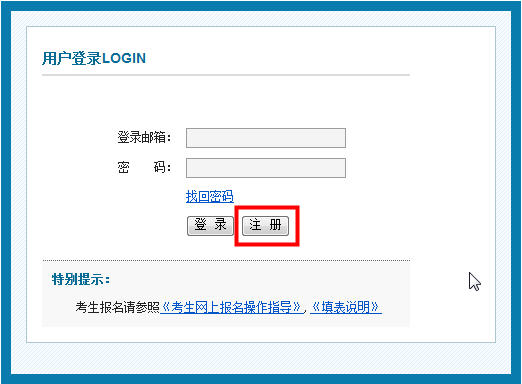 用户登录LOGIN
登录邮箱：
密　　码：
找回密码
登 录 注 册
特别提示：
考生报名请参照《考生网上报名操作指导》,《填表说明》